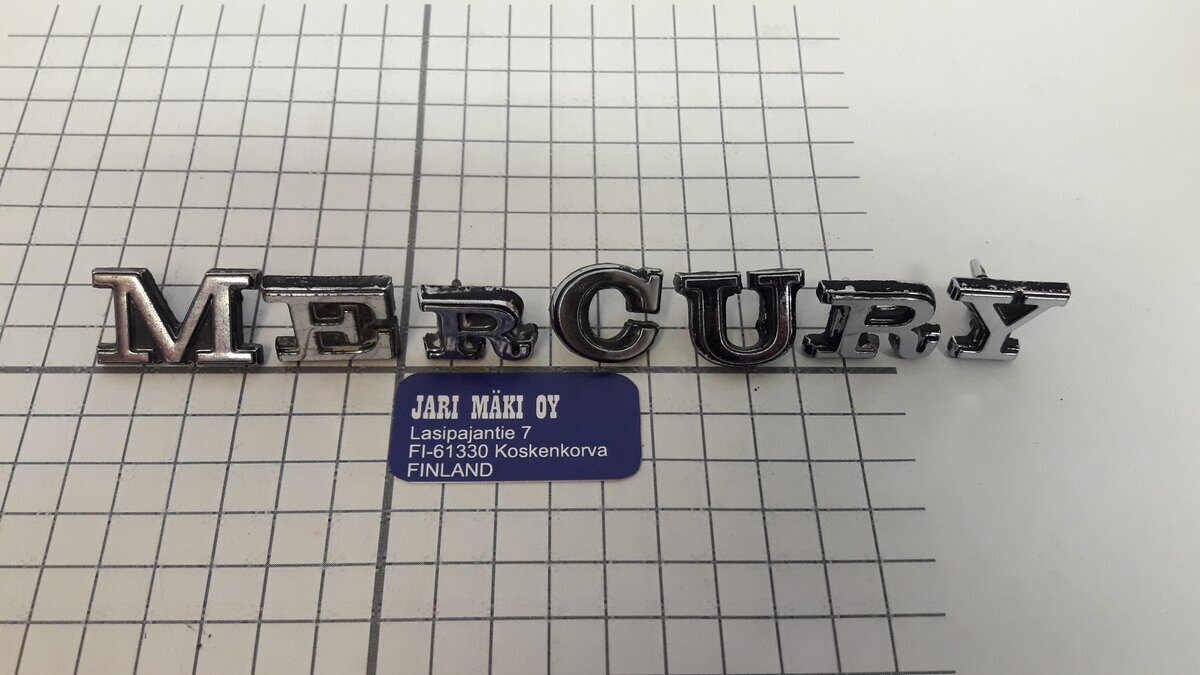 MERCURY
JARI MÄKI OY
Lasipajantie 7
FI-61330 Koskenkorva
FINLAND